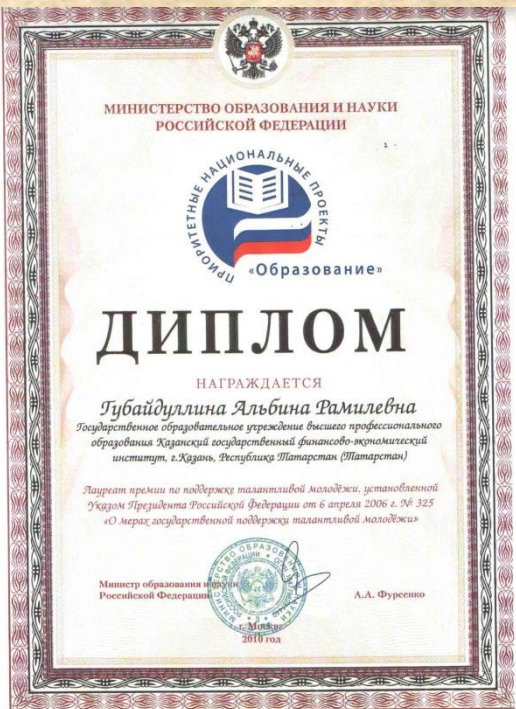 МИНИСТЕРСТВО ОБРАЗОВАНИЯ И НАУКИ
РОССИЙСКОЙ ФЕДЕРАЦИИ
ПРИОРИТЕТНЫЕ НАЦИОНАЛЬНЫЕ ПРОЕКТЫ
«Образование»
ДИПЛОМ
НАГРАЖДАЕТСЯ
Губайдуллина Альбина Рамилевна
Государственное образовательное учреждение высшего профессионального
образования Казанский государственный финансово-экономический
институт, г.Казань, Республика Татарстан (Татарстан)
Лауреат премии по поддержке талантливой молодёжи, установленной
Указом Президента Российской Федерации от 6 апреля 2006 г. № 325
«О мерах государственной поддержки талантливой молодёжи»
Министр образования и науки
Российской Федерации
А.А. Фурсенко
г. Москва
2010 год